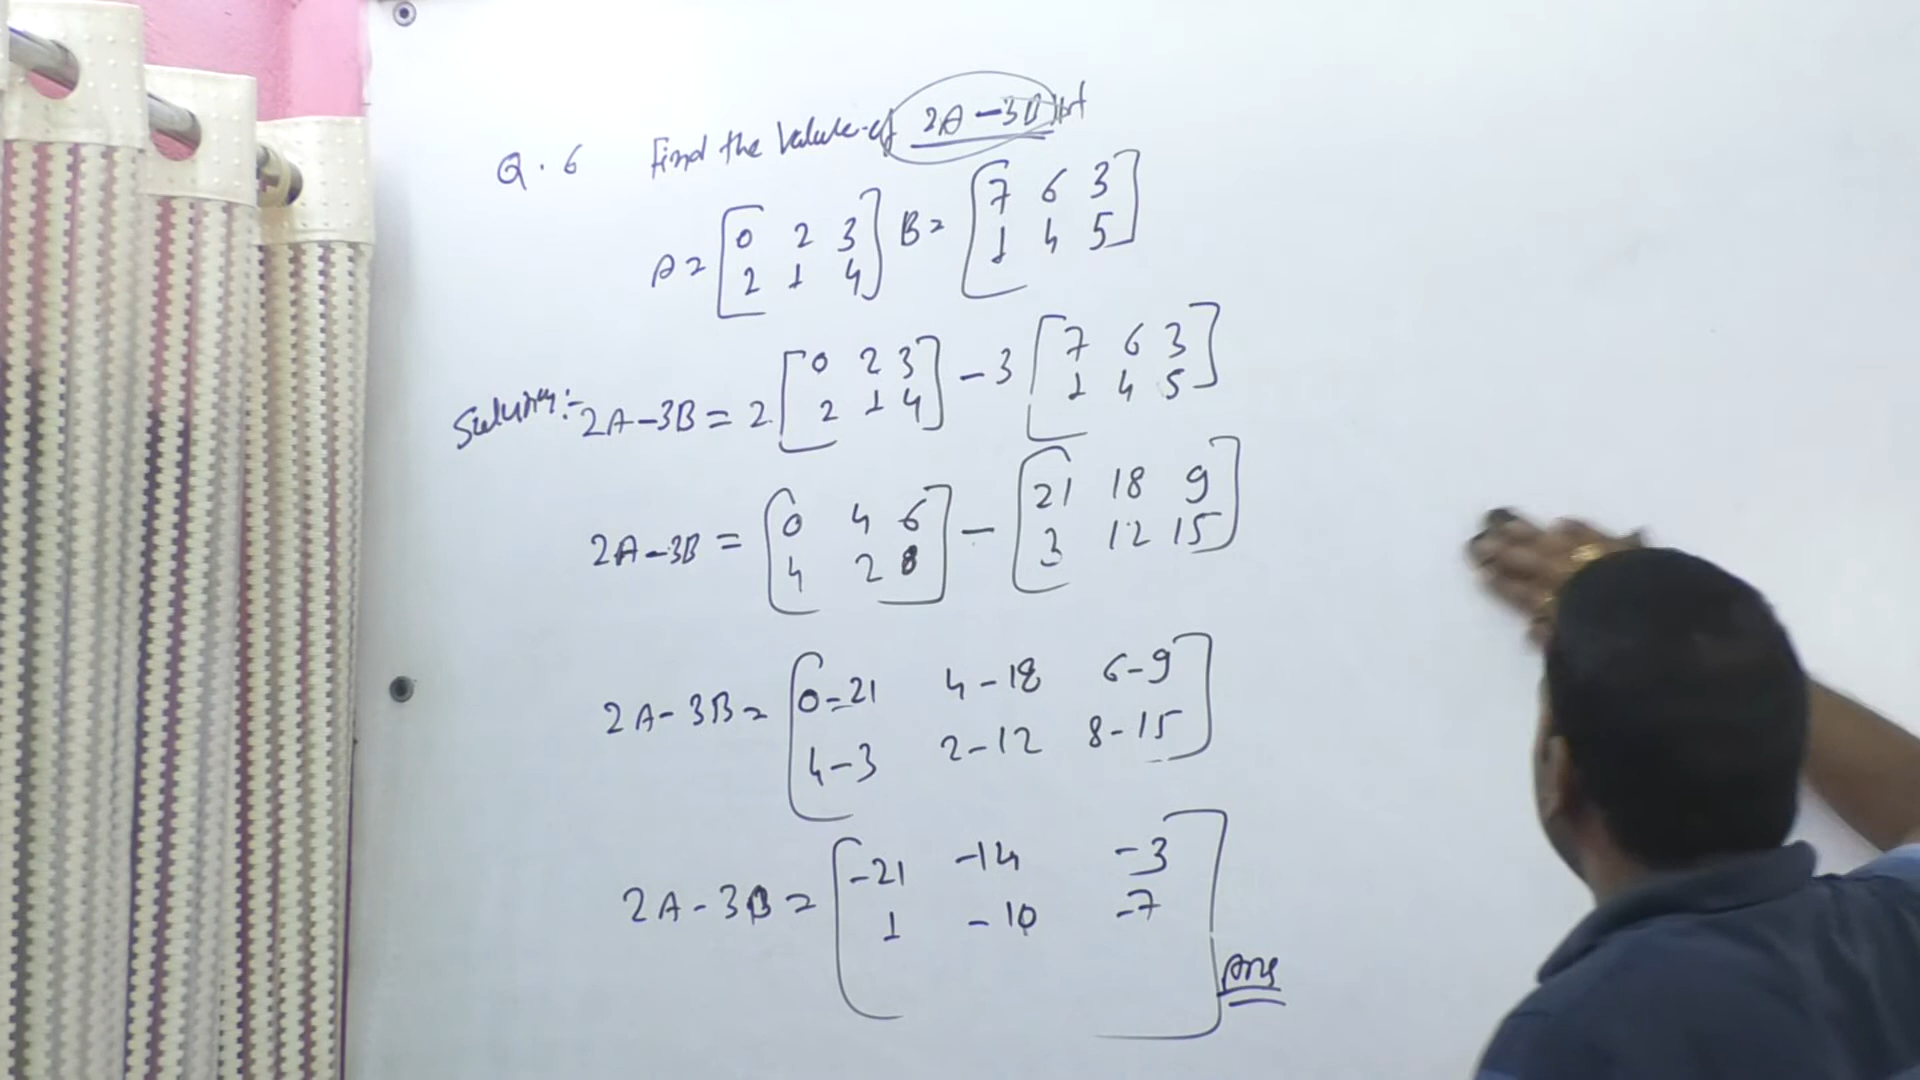 Q. 6 Find the Value of 2A - 3B
A = [ 0 2 3 ] B = [ 7 6 3 ]
2 1 4 1 4 5
2A - 3B = 2 [ 0 2 3 ] - 3 [ 7 6 3 ]
2 1 4 1 4 5
2A - 3B = [ 0 4 6 ] - [ 21 18 9 ]
4 2 8 3 12 15
2A - 3B = [ 0 - 21 4 - 18 6 - 9 ]
4 - 3 2 - 12 8 - 15
2A - 3B = [ -21 -14 -3 ]
1 -10 -7
Ans